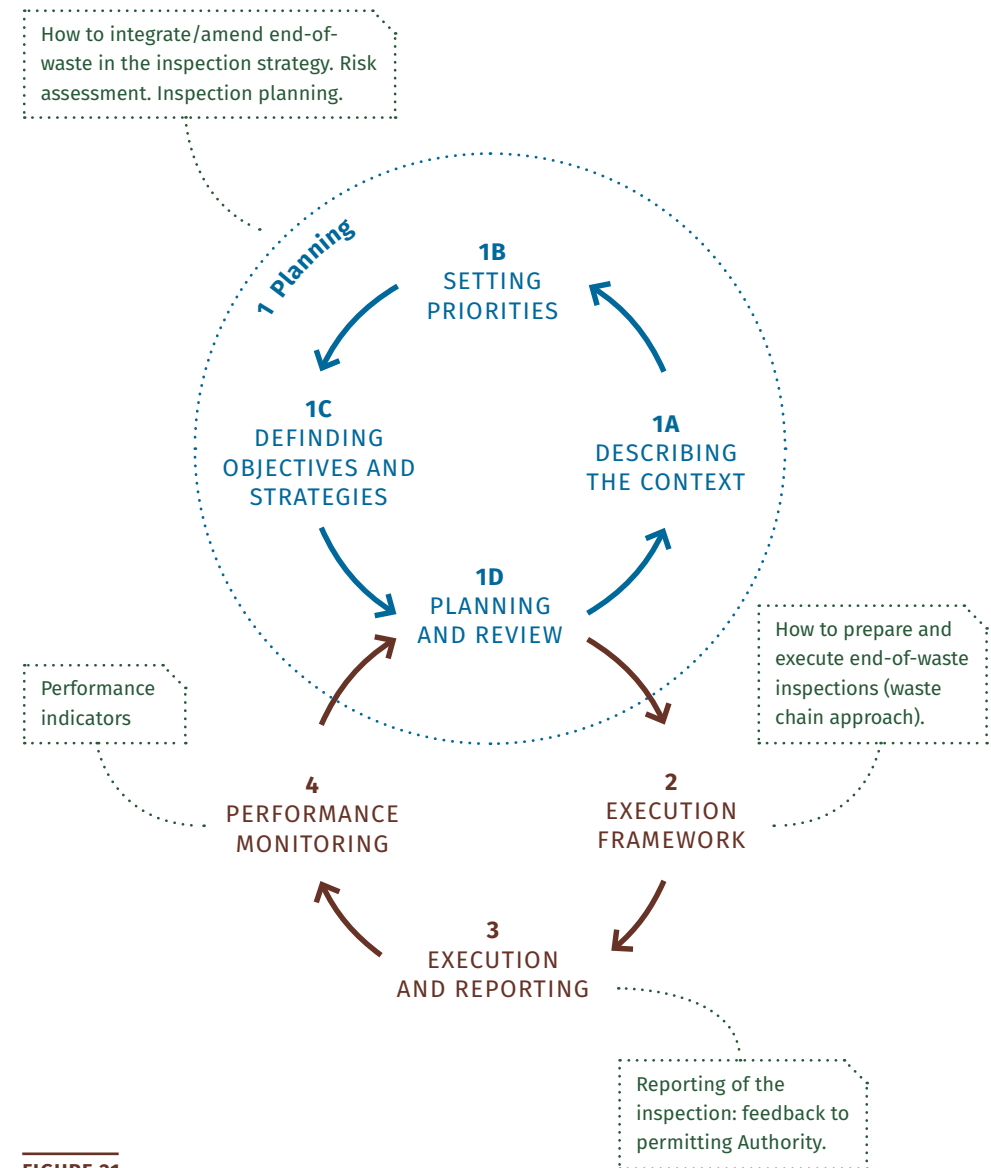 How to integrate/amend end-of-
waste in the inspection strategy. Risk
assessment. Inspection planning.
1 Planning
1B
SETTING
PRIORITIES
1C
DEFINDING
OBJECTIVES AND
STRATEGIES
1A
DESCRIBING
THE CONTEXT
1D
PLANNING
AND REVIEW
How to prepare and
execute end-of-waste
inspections (waste
chain approach).
Performance
indicators
4
PERFORMANCE
MONITORING
2
EXECUTION
FRAMEWORK
3
EXECUTION
AND REPORTING
Reporting of the
inspection: feedback to
permitting Authority.
FIGURE 21